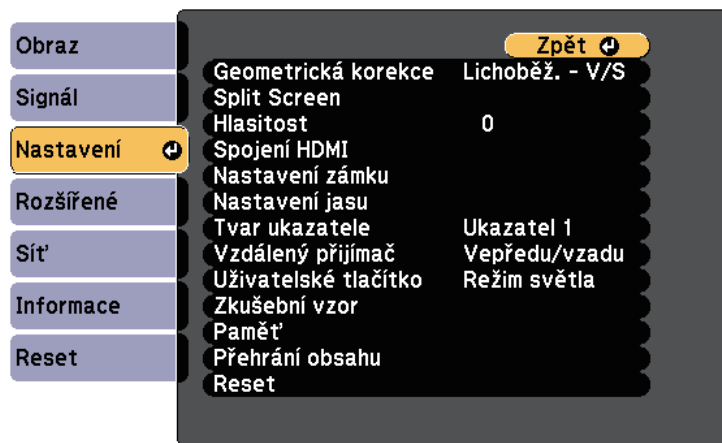 Obraz
Signál
Nastavení
Rozšířené
Síť
Informace
Reset
Zpět
Geometrická korekce Lichoběž. - V/S
Split Screen
Hlasitost 0
Spojení HDMI
Nastavení zámku
Nastavení jasu
Tvar ukazatele Ukazatel 1
Vzdálený přijímač Vepředu/vzadu
Uživatelské tlačítko Režim světla
Zkušební vzor
Paměť
Přehrání obsahu
Reset